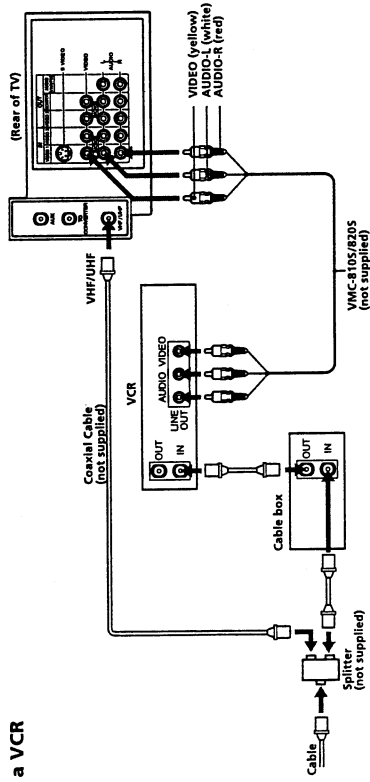 a VCR
(Rear of TV)
S VIDEO
VIDEO
AUDIO
L
R
IN
OUT
AUX
TO
CONVERTER
VHF/UHF
VHF/UHF
VIDEO (yellow)
AUDIO-L (white)
AUDIO-R (red)
Coaxial Cable
(not supplied)
VCR
OUT
IN
AUDIO VIDEO
LINE
OUT
VMC-810S/820S
(not supplied)
Cable box
OUT
IN
Splitter
(not supplied)
Cable